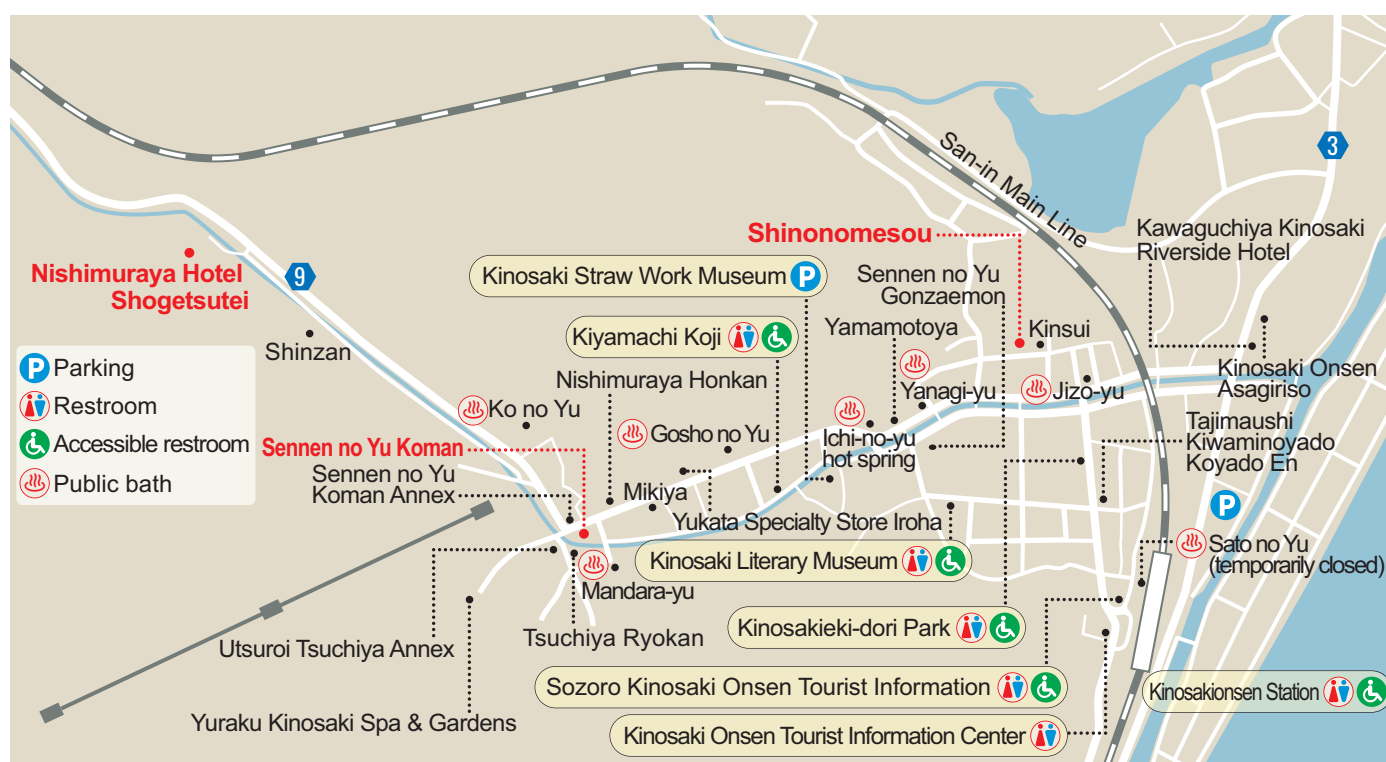 San-in Main Line
3
Shinonomesou
Kawaguchiya Kinosaki
Riverside Hotel
Nishimuraya Hotel
Shogetsutei
9
Kinosaki Straw Work Museum P
Sennen no Yu
Gonzaemon
Kiyamachi Koji
Yamamotoya
Kinsui
Shinzan
P Parking
Restroom
Accessible restroom
Public bath
Nishimuraya Honkan
Yanagi-yu
Jizo-yu
Kinosaki Onsen
Asagiriso
Ko no Yu
Gosho no Yu
Ichi-no-yu
hot spring
Tajimaushi
Kiwaminoyado
Koyado En
Sennen no Yu Koman
Sennen no Yu
Koman Annex
Mikiya
Yukata Specialty Store Iroha
P
Kinosaki Literary Museum
Sato no Yu
(temporarily closed)
Mandara-yu
Kinosakieki-dori Park
Utsuroi Tsuchiya Annex
Tsuchiya Ryokan
Sozoro Kinosaki Onsen Tourist Information
Kinosakionsen Station
Yuraku Kinosaki Spa & Gardens
Kinosaki Onsen Tourist Information Center